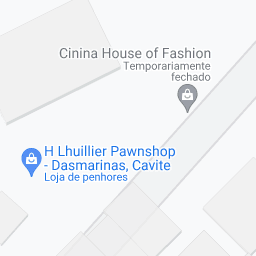 Cinina House of Fashion
Temporariamente
fechado
H Lhuillier Pawnshop
- Dasmarinas, Cavite
Loja de penhores